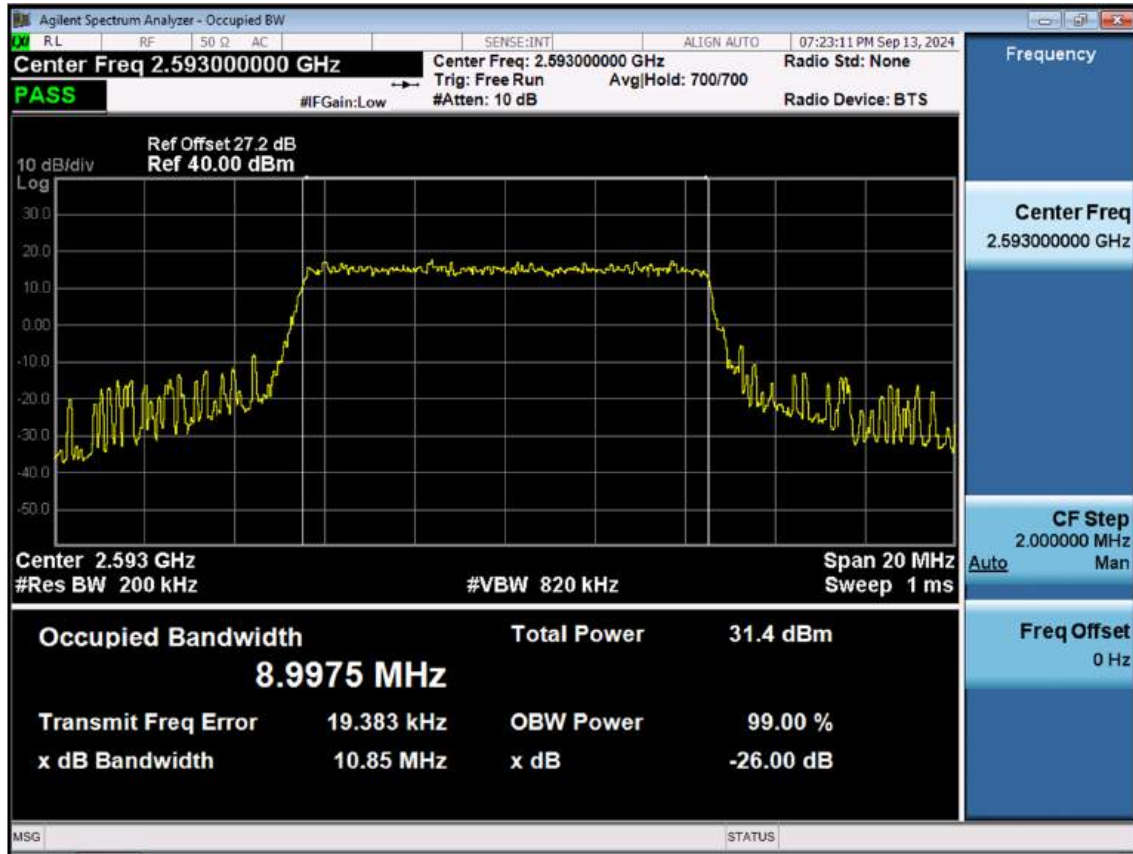 Agilent Spectrum Analyzer - Occupied BW
RL RF 50 Ω AC SENSE:INT ALIGN AUTO 07:23:11 PM Sep 13, 2024
Center Freq 2.593000000 GHz
Center Freq: 2.593000000 GHz
Radio Std: None
Trig: Free Run Avg|Hold: 700/700
PASS
#IFGain:Low
#Atten: 10 dB
Radio Device: BTS
Ref Offset 27.2 dB
10 dB/div Ref 40.00 dBm
Log
30.0
20.0
10.0
0.00
-10.0
-20.0
-30.0
-40.0
-50.0
Center 2.593 GHz Span 20 MHz
#Res BW 200 kHz #VBW 820 kHz Sweep 1 ms
Occupied Bandwidth Total Power 31.4 dBm
8.9975 MHz
Transmit Freq Error 19.383 kHz OBW Power 99.00 %
x dB Bandwidth 10.85 MHz x dB -26.00 dB
MSG STATUS
Frequency
Center Freq
2.593000000 GHz
CF Step
2.000000 MHz
Auto Man
Freq Offset
0 Hz